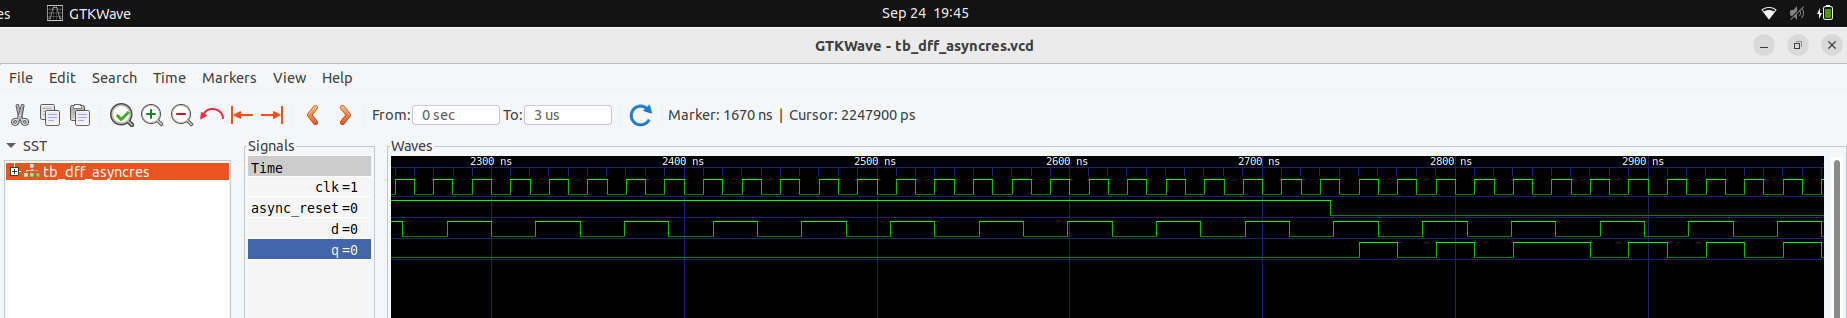 es GTKWave Sep 24 19:45
GTKWave - tb_dff_asyncres.vcd
File Edit Search Time Markers View Help
From: 0 sec To: 3 us Marker: 1670 ns | Cursor: 2247900 ps
SST Signals Waves
Time 2300 ns 2400 ns 2500 ns 2600 ns 2700 ns 2800 ns 2900 ns
tb_dff_asyncres
clk =1
async_reset =0
d =0
q =0